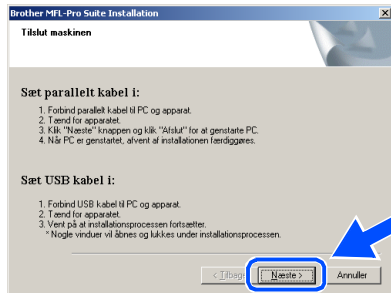 Brother MFL-Pro Suite Installation
Tilslut maskinen
Sæt parallelt kabel i:
1. Forbind parallelt kabel til PC og apparat.
2. Tænd for apparatet.
3. Klik "Næste" knappen og klik "Afslut" for at genstarte PC.
4. Når PC er genstartet, afvent af installationen færdiggøres.
Sæt USB kabel i:
1. Forbind USB kabel til PC og apparat.
2. Tænd for apparatet.
3. Vent på at installationsprocessen fortsætter.
* Nogle vinduer vil åbnes og lukkes under installationsprocessen.
< Tilbage Næste > Annuller